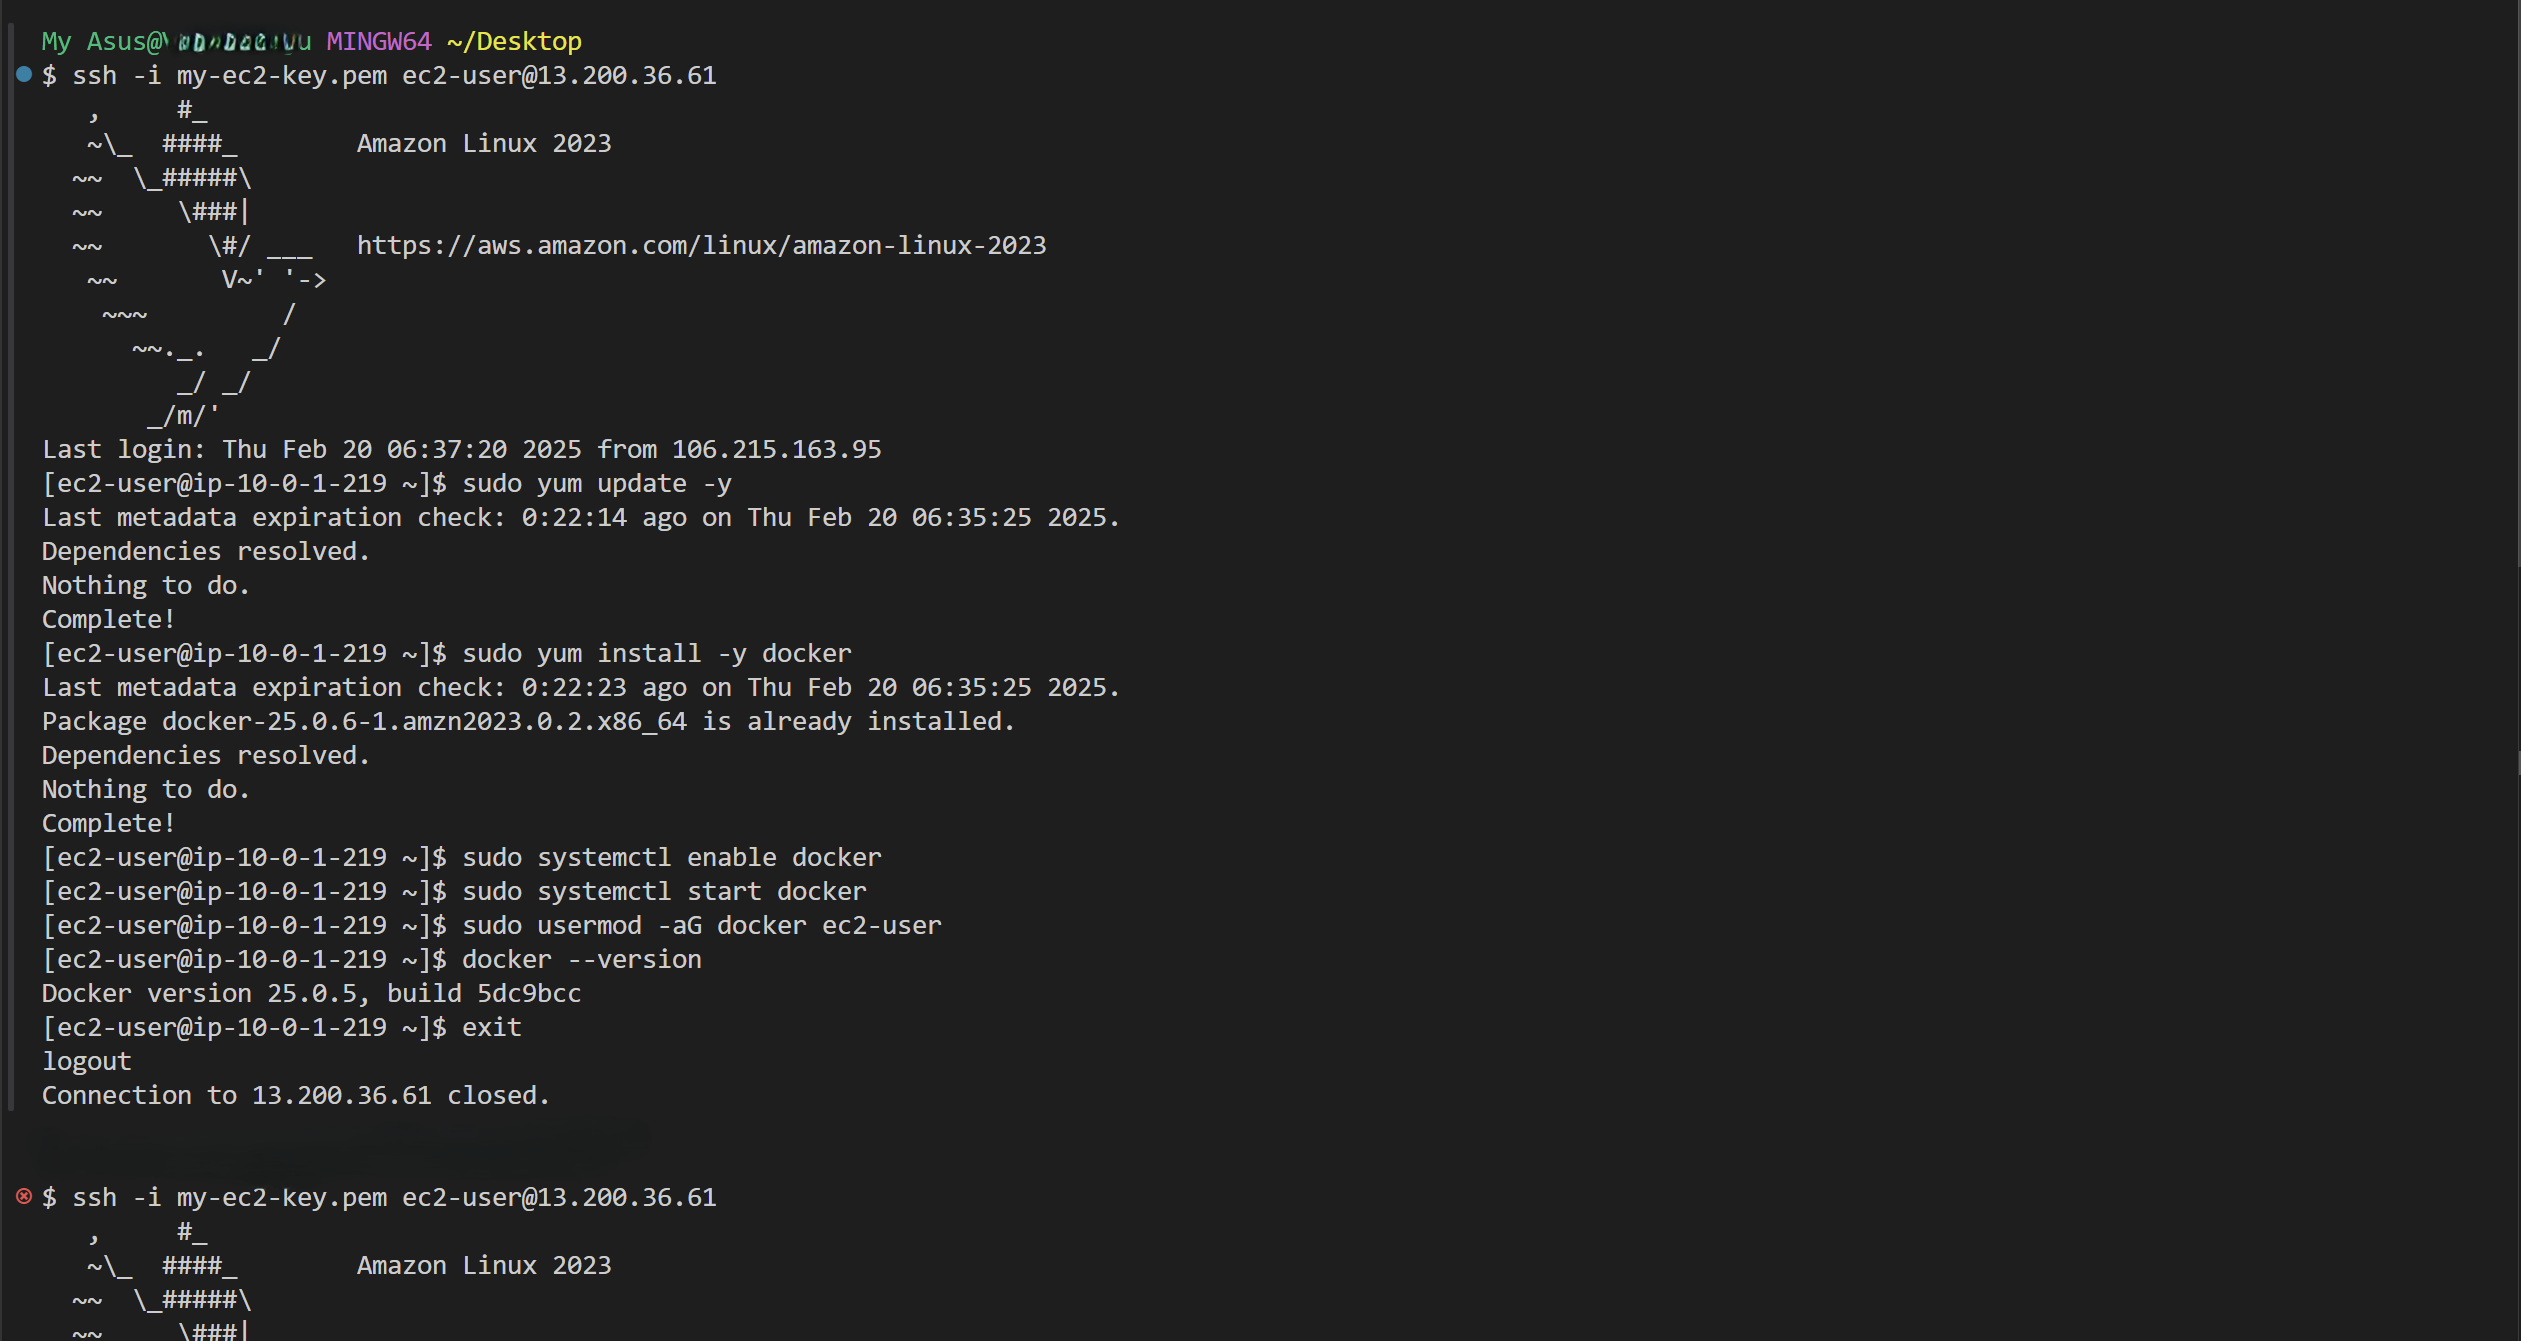 My Asus@ MINGW64 ~/Desktop
$ ssh -i my-ec2-key.pem ec2-user@13.200.36.61
   ,     #_
   ~\_  ####_        Amazon Linux 2023
  ~~  \_#####\
  ~~     \###|
  ~~       \#/ ___   https://aws.amazon.com/linux/amazon-linux-2023
   ~~       V~' '->
    ~~~         /
      ~~._.   _/
         _/ _/
       _/m/'
Last login: Thu Feb 20 06:37:20 2025 from 106.215.163.95
[ec2-user@ip-10-0-1-219 ~]$ sudo yum update -y
Last metadata expiration check: 0:22:14 ago on Thu Feb 20 06:35:25 2025.
Dependencies resolved.
Nothing to do.
Complete!
[ec2-user@ip-10-0-1-219 ~]$ sudo yum install -y docker
Last metadata expiration check: 0:22:23 ago on Thu Feb 20 06:35:25 2025.
Package docker-25.0.6-1.amzn2023.0.2.x86_64 is already installed.
Dependencies resolved.
Nothing to do.
Complete!
[ec2-user@ip-10-0-1-219 ~]$ sudo systemctl enable docker
[ec2-user@ip-10-0-1-219 ~]$ sudo systemctl start docker
[ec2-user@ip-10-0-1-219 ~]$ sudo usermod -aG docker ec2-user
[ec2-user@ip-10-0-1-219 ~]$ docker --version
Docker version 25.0.5, build 5dc9bcc
[ec2-user@ip-10-0-1-219 ~]$ exit
logout
Connection to 13.200.36.61 closed.
$ ssh -i my-ec2-key.pem ec2-user@13.200.36.61
   ,     #_
   ~\_  ####_        Amazon Linux 2023
  ~~  \_#####\
  ~~     \###|